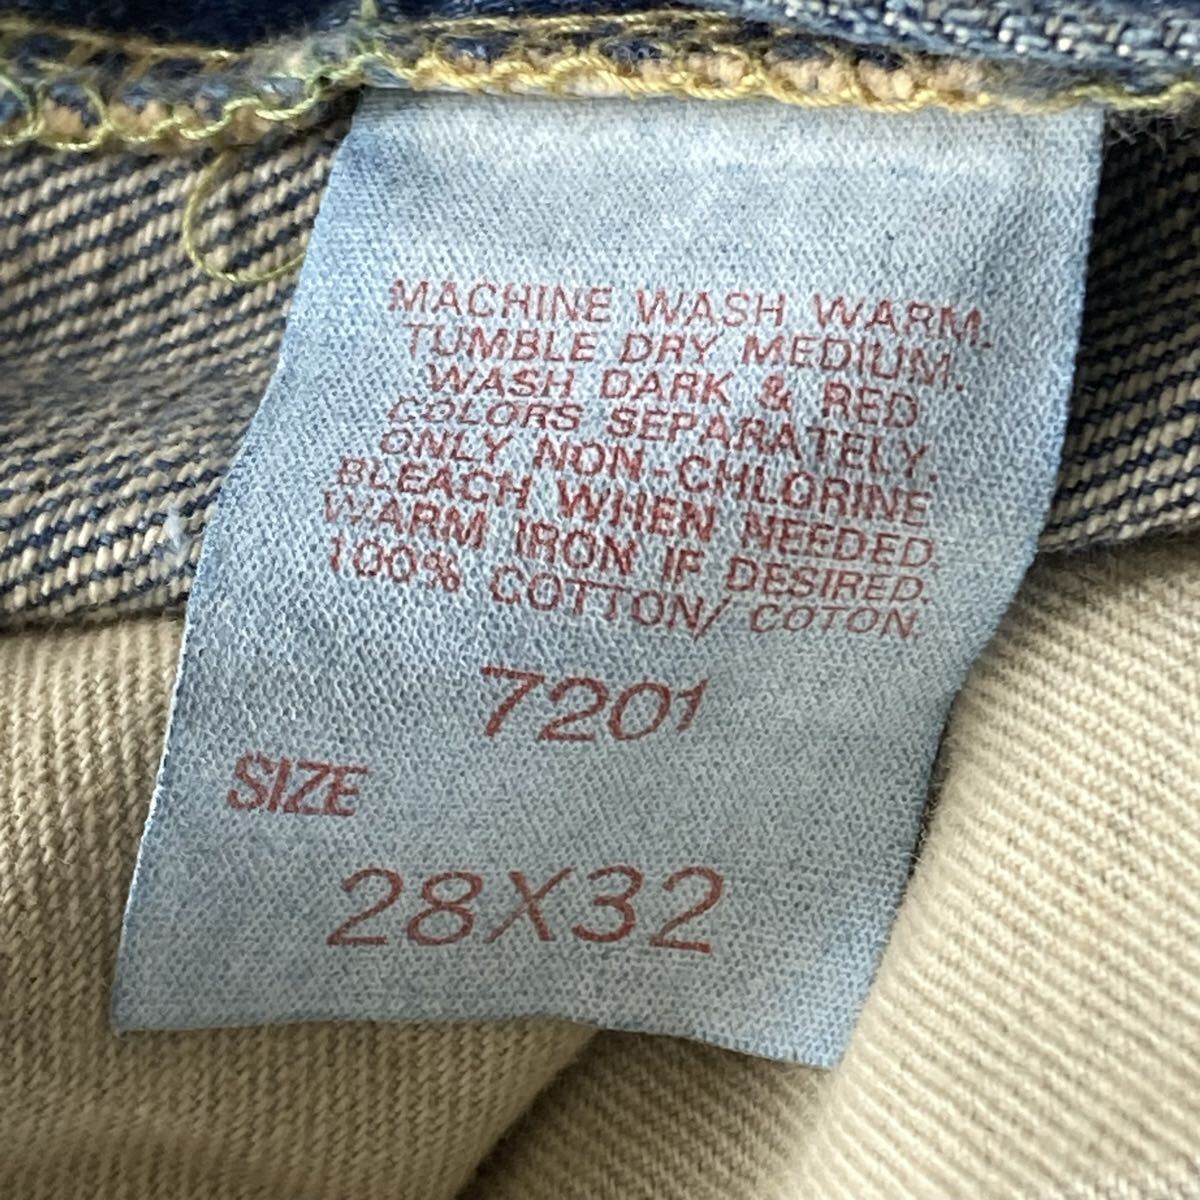 MACHINE WASH WARM.
TUMBLE DRY MEDIUM.
WASH DARK & RED
COLORS SEPARATELY.
ONLY NON-CHLORINE
BLEACH WHEN NEEDED.
WARM IRON IF DESIRED.
100% COTTON/ COTON.
7201
SIZE
28X32